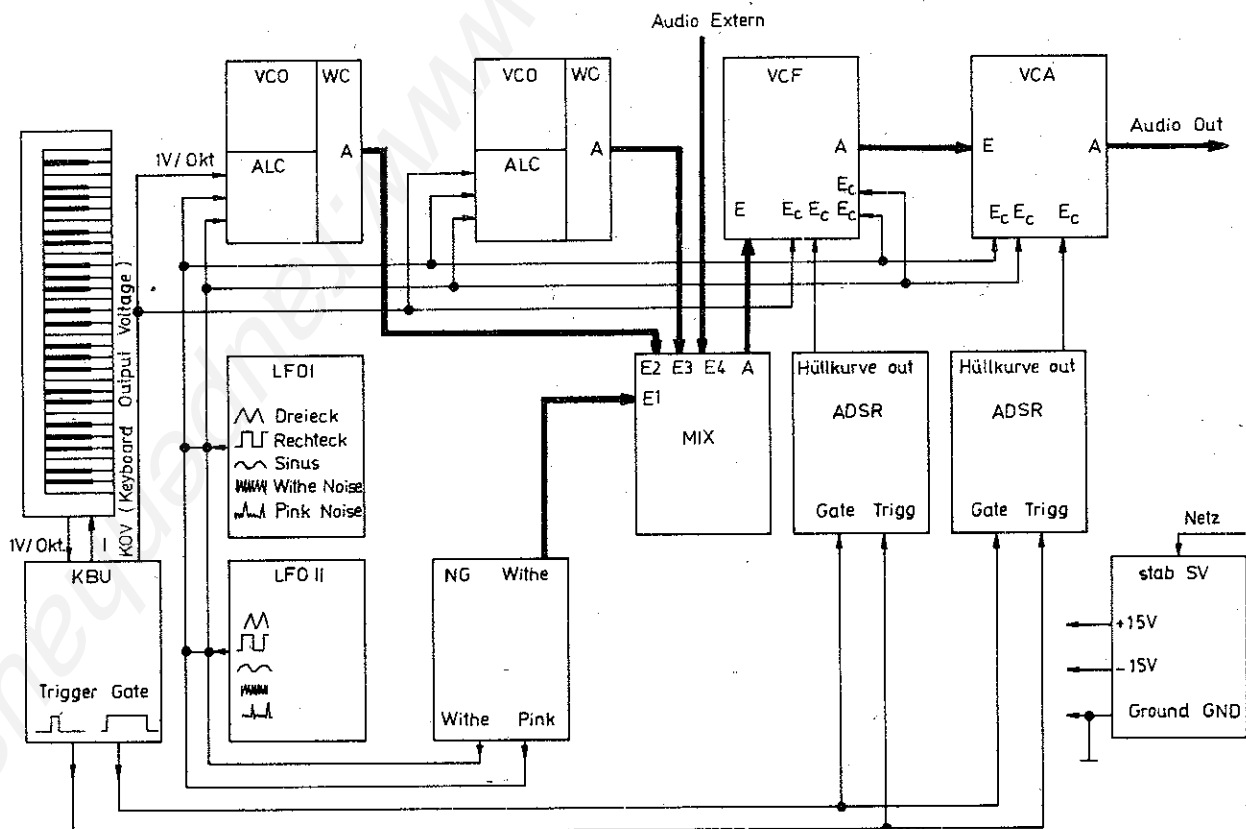 Audio Extern
VCO WC
ALC
A
VCO WC
ALC
A
VCF
A
E
Ec
Ec Ec Ec
VCA
E
A
Ec Ec Ec
Audio Out
1V/Okt
KOV (Keyboard Output Voltage)
1V/Okt.
I
KBU
Trigger Gate
LFO I
Dreieck
Rechteck
Sinus
Withe Noise
Pink Noise
LFO II
NG Withe
Withe Pink
E2 E3 E4 A
E1
MIX
Hüllkurve out
ADSR
Gate Trigg
Hüllkurve out
ADSR
Gate Trigg
Netz
stab SV
+15V
-15V
Ground GND